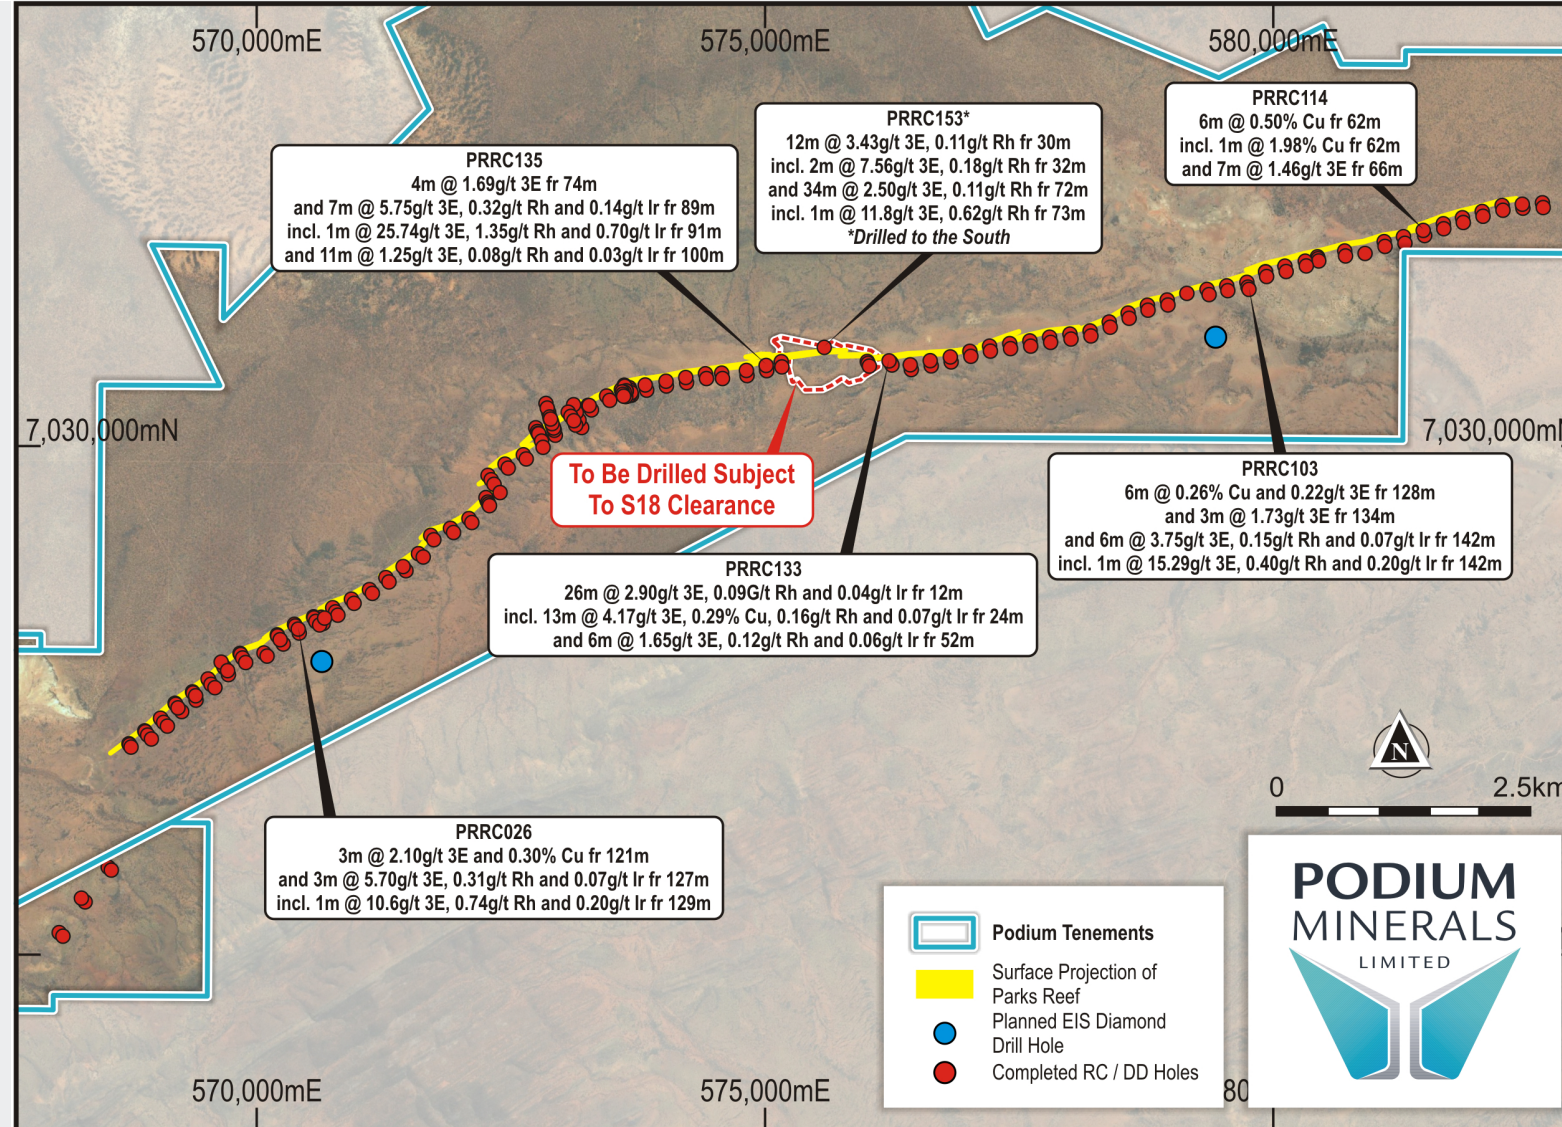 570,000mE
575,000mE
580,000mE
PRRC114
6m @ 0.50% Cu fr 62m
incl. 1m @ 1.98% Cu fr 62m
and 7m @ 1.46g/t 3E fr 66m
PRRC153*
12m @ 3.43g/t 3E, 0.11g/t Rh fr 30m
incl. 2m @ 7.56g/t 3E, 0.18g/t Rh fr 32m
and 34m @ 2.50g/t 3E, 0.11g/t Rh fr 72m
incl. 1m @ 11.8g/t 3E, 0.62g/t Rh fr 73m
*Drilled to the South
PRRC135
4m @ 1.69g/t 3E fr 74m
and 7m @ 5.75g/t 3E, 0.32g/t Rh and 0.14g/t Ir fr 89m
incl. 1m @ 25.74g/t 3E, 1.35g/t Rh and 0.70g/t Ir fr 91m
and 11m @ 1.25g/t 3E, 0.08g/t Rh and 0.03g/t Ir fr 100m
7,030,000mN
7,030,000mN
To Be Drilled Subject
To S18 Clearance
PRRC103
6m @ 0.26% Cu and 0.22g/t 3E fr 128m
and 3m @ 1.73g/t 3E fr 134m
and 6m @ 3.75g/t 3E, 0.15g/t Rh and 0.07g/t Ir fr 142m
incl. 1m @ 15.29g/t 3E, 0.40g/t Rh and 0.20g/t Ir fr 142m
PRRC133
26m @ 2.90g/t 3E, 0.09G/t Rh and 0.04g/t Ir fr 12m
incl. 13m @ 4.17g/t 3E, 0.29% Cu, 0.16g/t Rh and 0.07g/t Ir fr 24m
and 6m @ 1.65g/t 3E, 0.12g/t Rh and 0.06g/t Ir fr 52m
PRRC026
3m @ 2.10g/t 3E and 0.30% Cu fr 121m
and 3m @ 5.70g/t 3E, 0.31g/t Rh and 0.07g/t Ir fr 127m
incl. 1m @ 10.6g/t 3E, 0.74g/t Rh and 0.20g/t Ir fr 129m
N
0 2.5km
PODIUM
MINERALS
LIMITED
Podium Tenements
Surface Projection of
Parks Reef
Planned EIS Diamond
Drill Hole
Completed RC / DD Holes
570,000mE
575,000mE
80